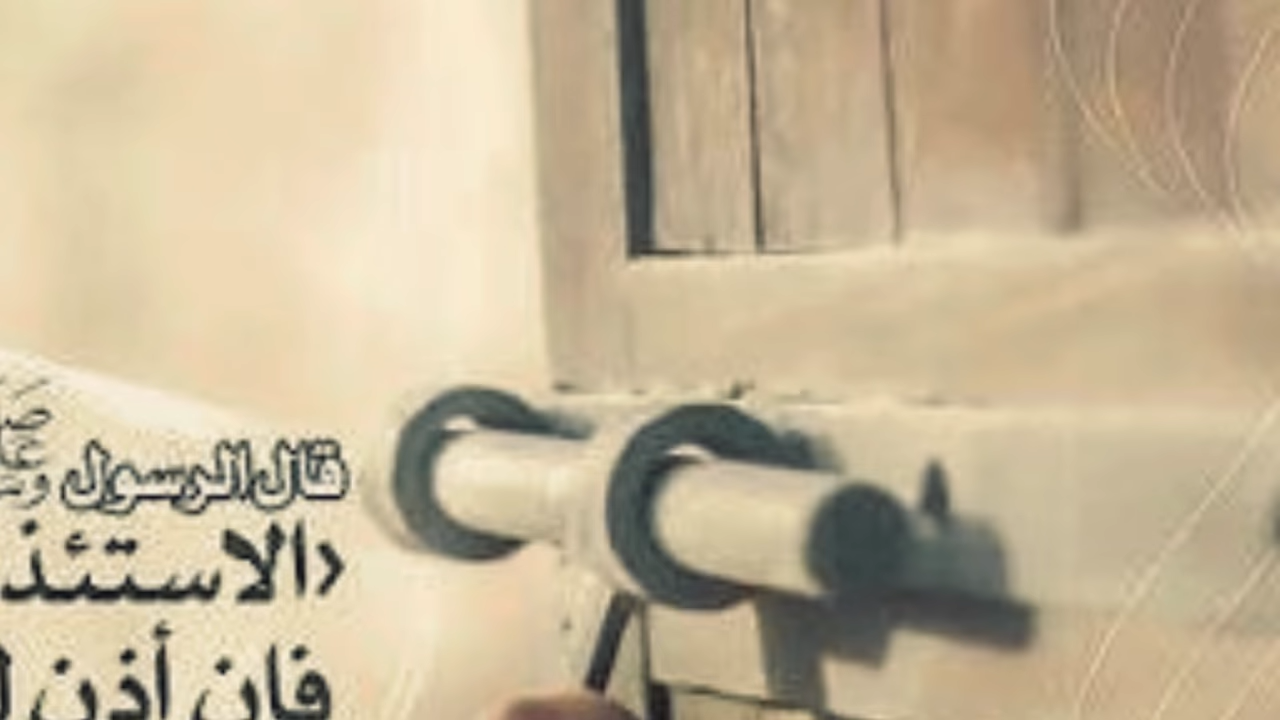 قال الرسول
‹الاستئذ
فإن أذن